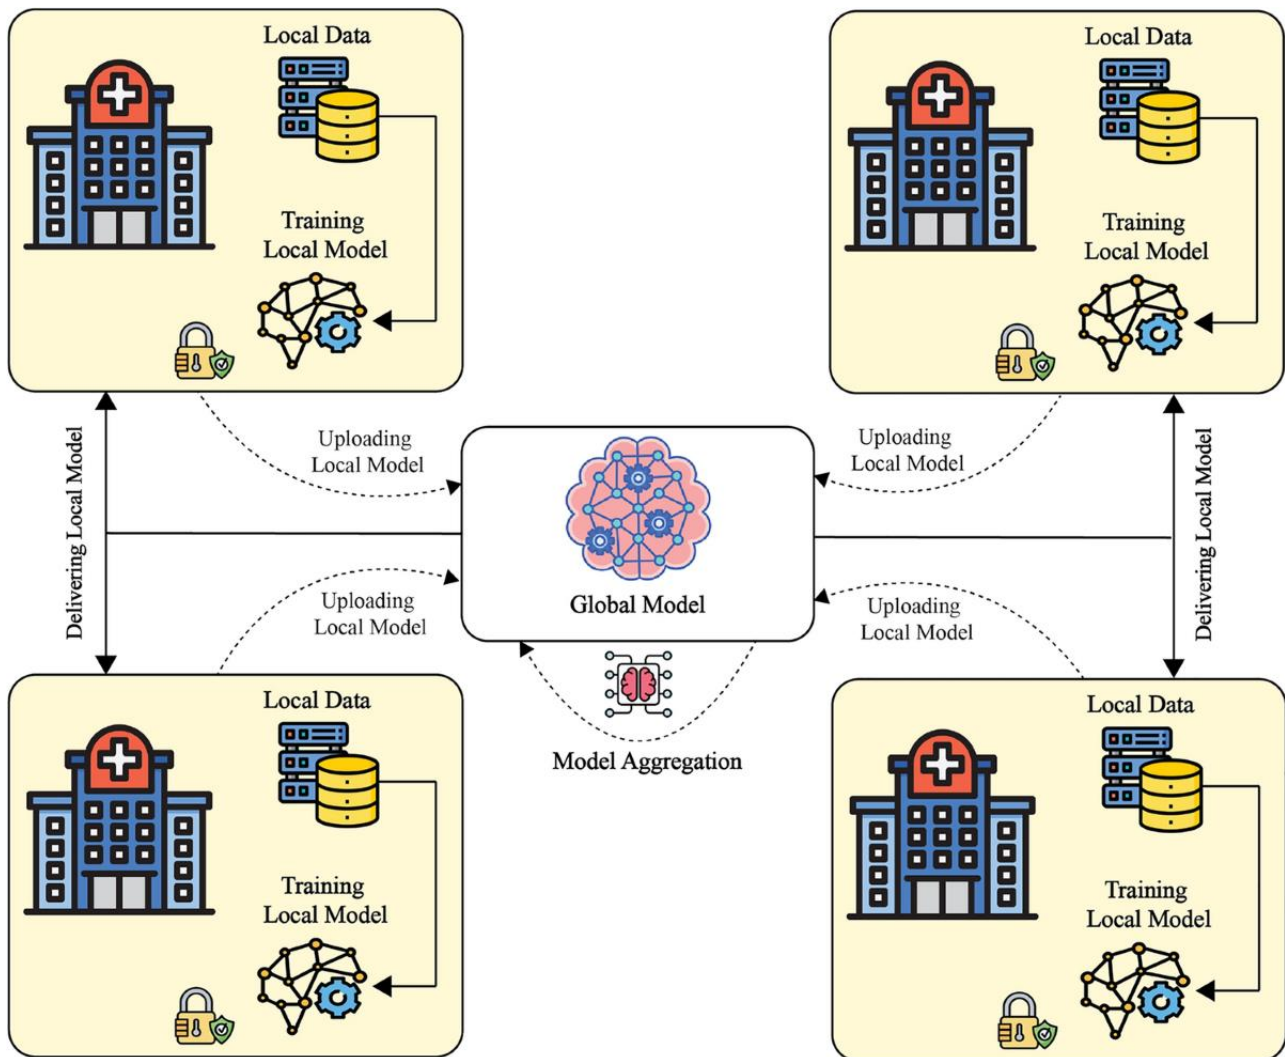 Local Data
Training
Local Model
Local Data
Training
Local Model
Delivering Local Model
Uploading
Local Model
Uploading
Local Model
Delivering Local Model
Global Model
Uploading
Local Model
Uploading
Local Model
Model Aggregation
Local Data
Training
Local Model
Local Data
Training
Local Model